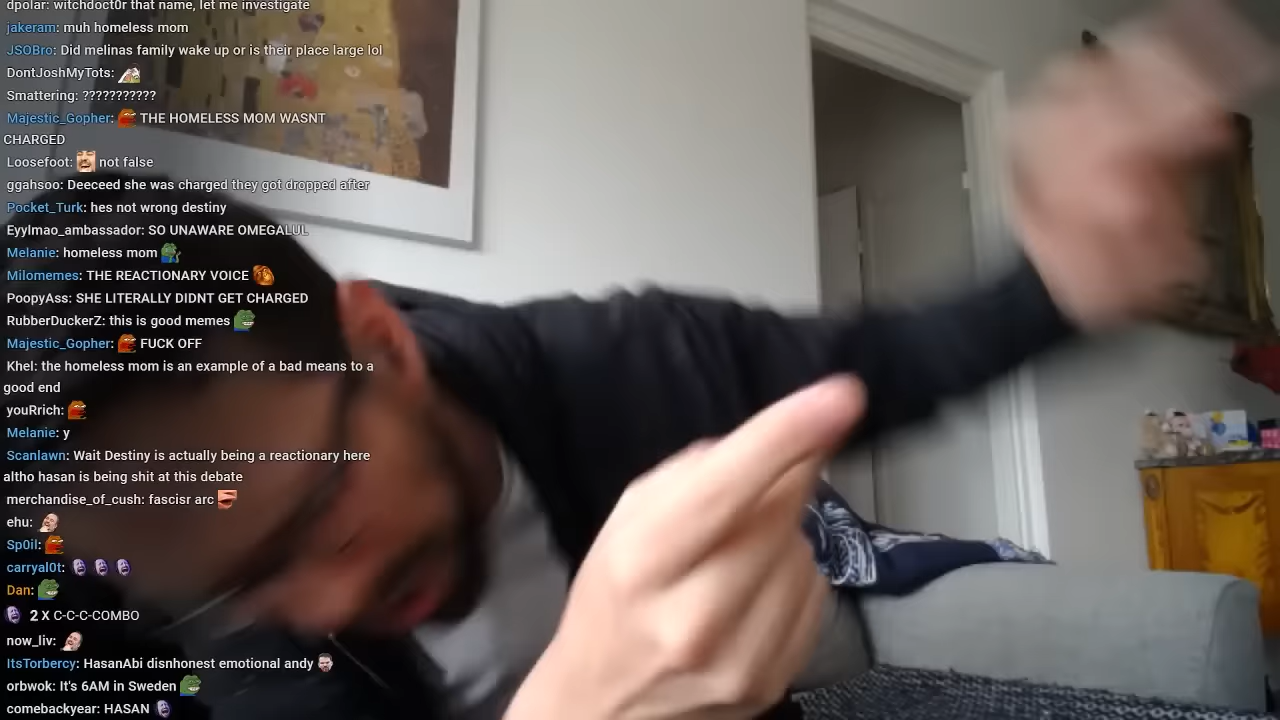 dpolar: witchdoct0r that name, let me investigate
jakeram: muh homeless mom
JSOBro: Did melinas family wake up or is their place large lol
DontJoshMyTots:
Smattering: ???????????
Majestic_Gopher: THE HOMELESS MOM WASNT
CHARGED
Loosefoot: not false
ggahsoo: Deeceed she was charged they got dropped after
Pocket_Turk: hes not wrong destiny
Eyylmao_ambassador: SO UNAWARE OMEGALUL
Melanie: homeless mom
Milomemes: THE REACTIONARY VOICE
PoopyAss: SHE LITERALLY DIDNT GET CHARGED
RubberDuckerZ: this is good memes
Majestic_Gopher: FUCK OFF
Khel: the homeless mom is an example of a bad means to a
good end
youRrich:
Melanie: y
Scanlawn: Wait Destiny is actually being a reactionary here
altho hasan is being shit at this debate
merchandise_of_cush: fascisr arc
ehu:
Sp0il:
carryal0t:
Dan:
2 X C-C-C-COMBO
now_liv:
ItsTorbercy: HasanAbi disnhonest emotional andy
orbwok: It's 6AM in Sweden
comebackyear: HASAN